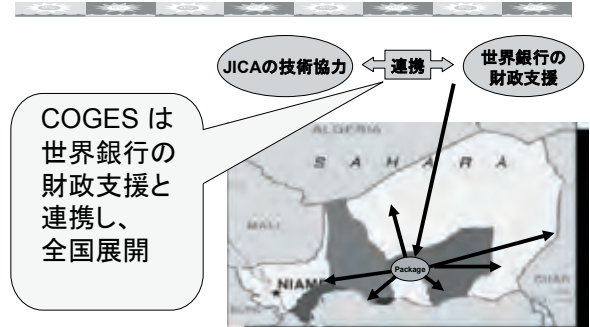 JICAの技術協力
連携
世界銀行の
財政支援
COGES は
世界銀行の
財政支援と
連携し、
全国展開
ALGERIA
S A H A R A
MALI
Package
NIAM
CHAD